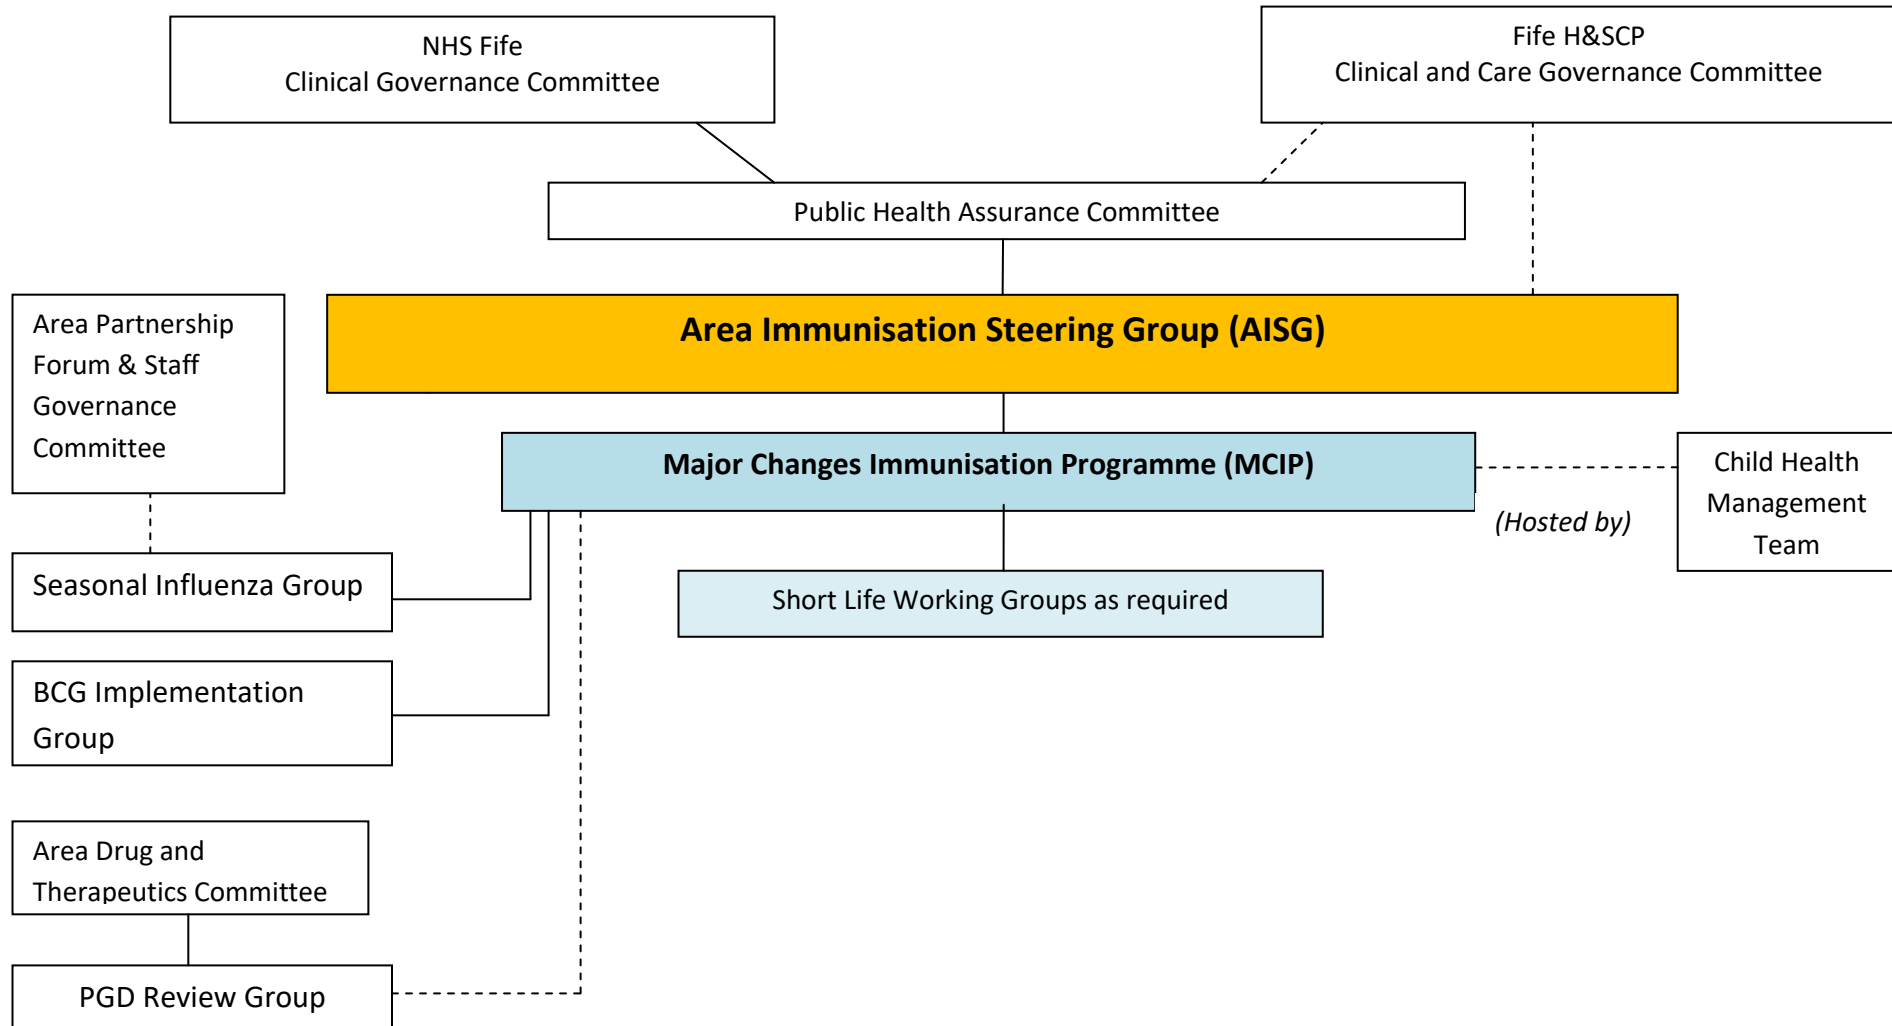 NHS Fife
Clinical Governance Committee
Fife H&SCP
Clinical and Care Governance Committee
Public Health Assurance Committee
Area Partnership
Forum & Staff
Governance
Committee
Area Immunisation Steering Group (AISG)
Major Changes Immunisation Programme (MCIP)
Child Health
Management
Team
(Hosted by)
Seasonal Influenza Group
Short Life Working Groups as required
BCG Implementation
Group
Area Drug and
Therapeutics Committee
PGD Review Group